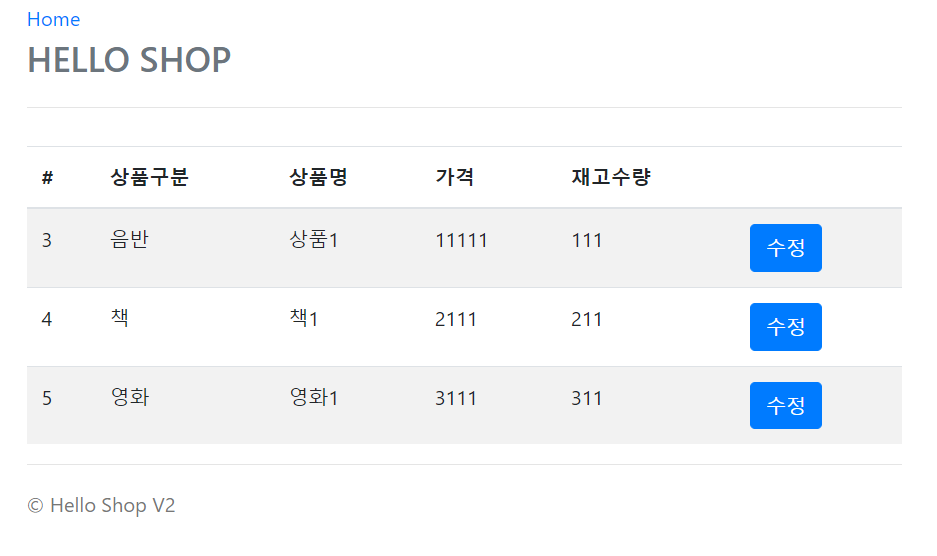 Home
HELLO SHOP
# 상품구분 상품명 가격 재고수량
3 음반 상품1 11111 111 수정
4 책 책1 2111 211 수정
5 영화 영화1 3111 311 수정
© Hello Shop V2